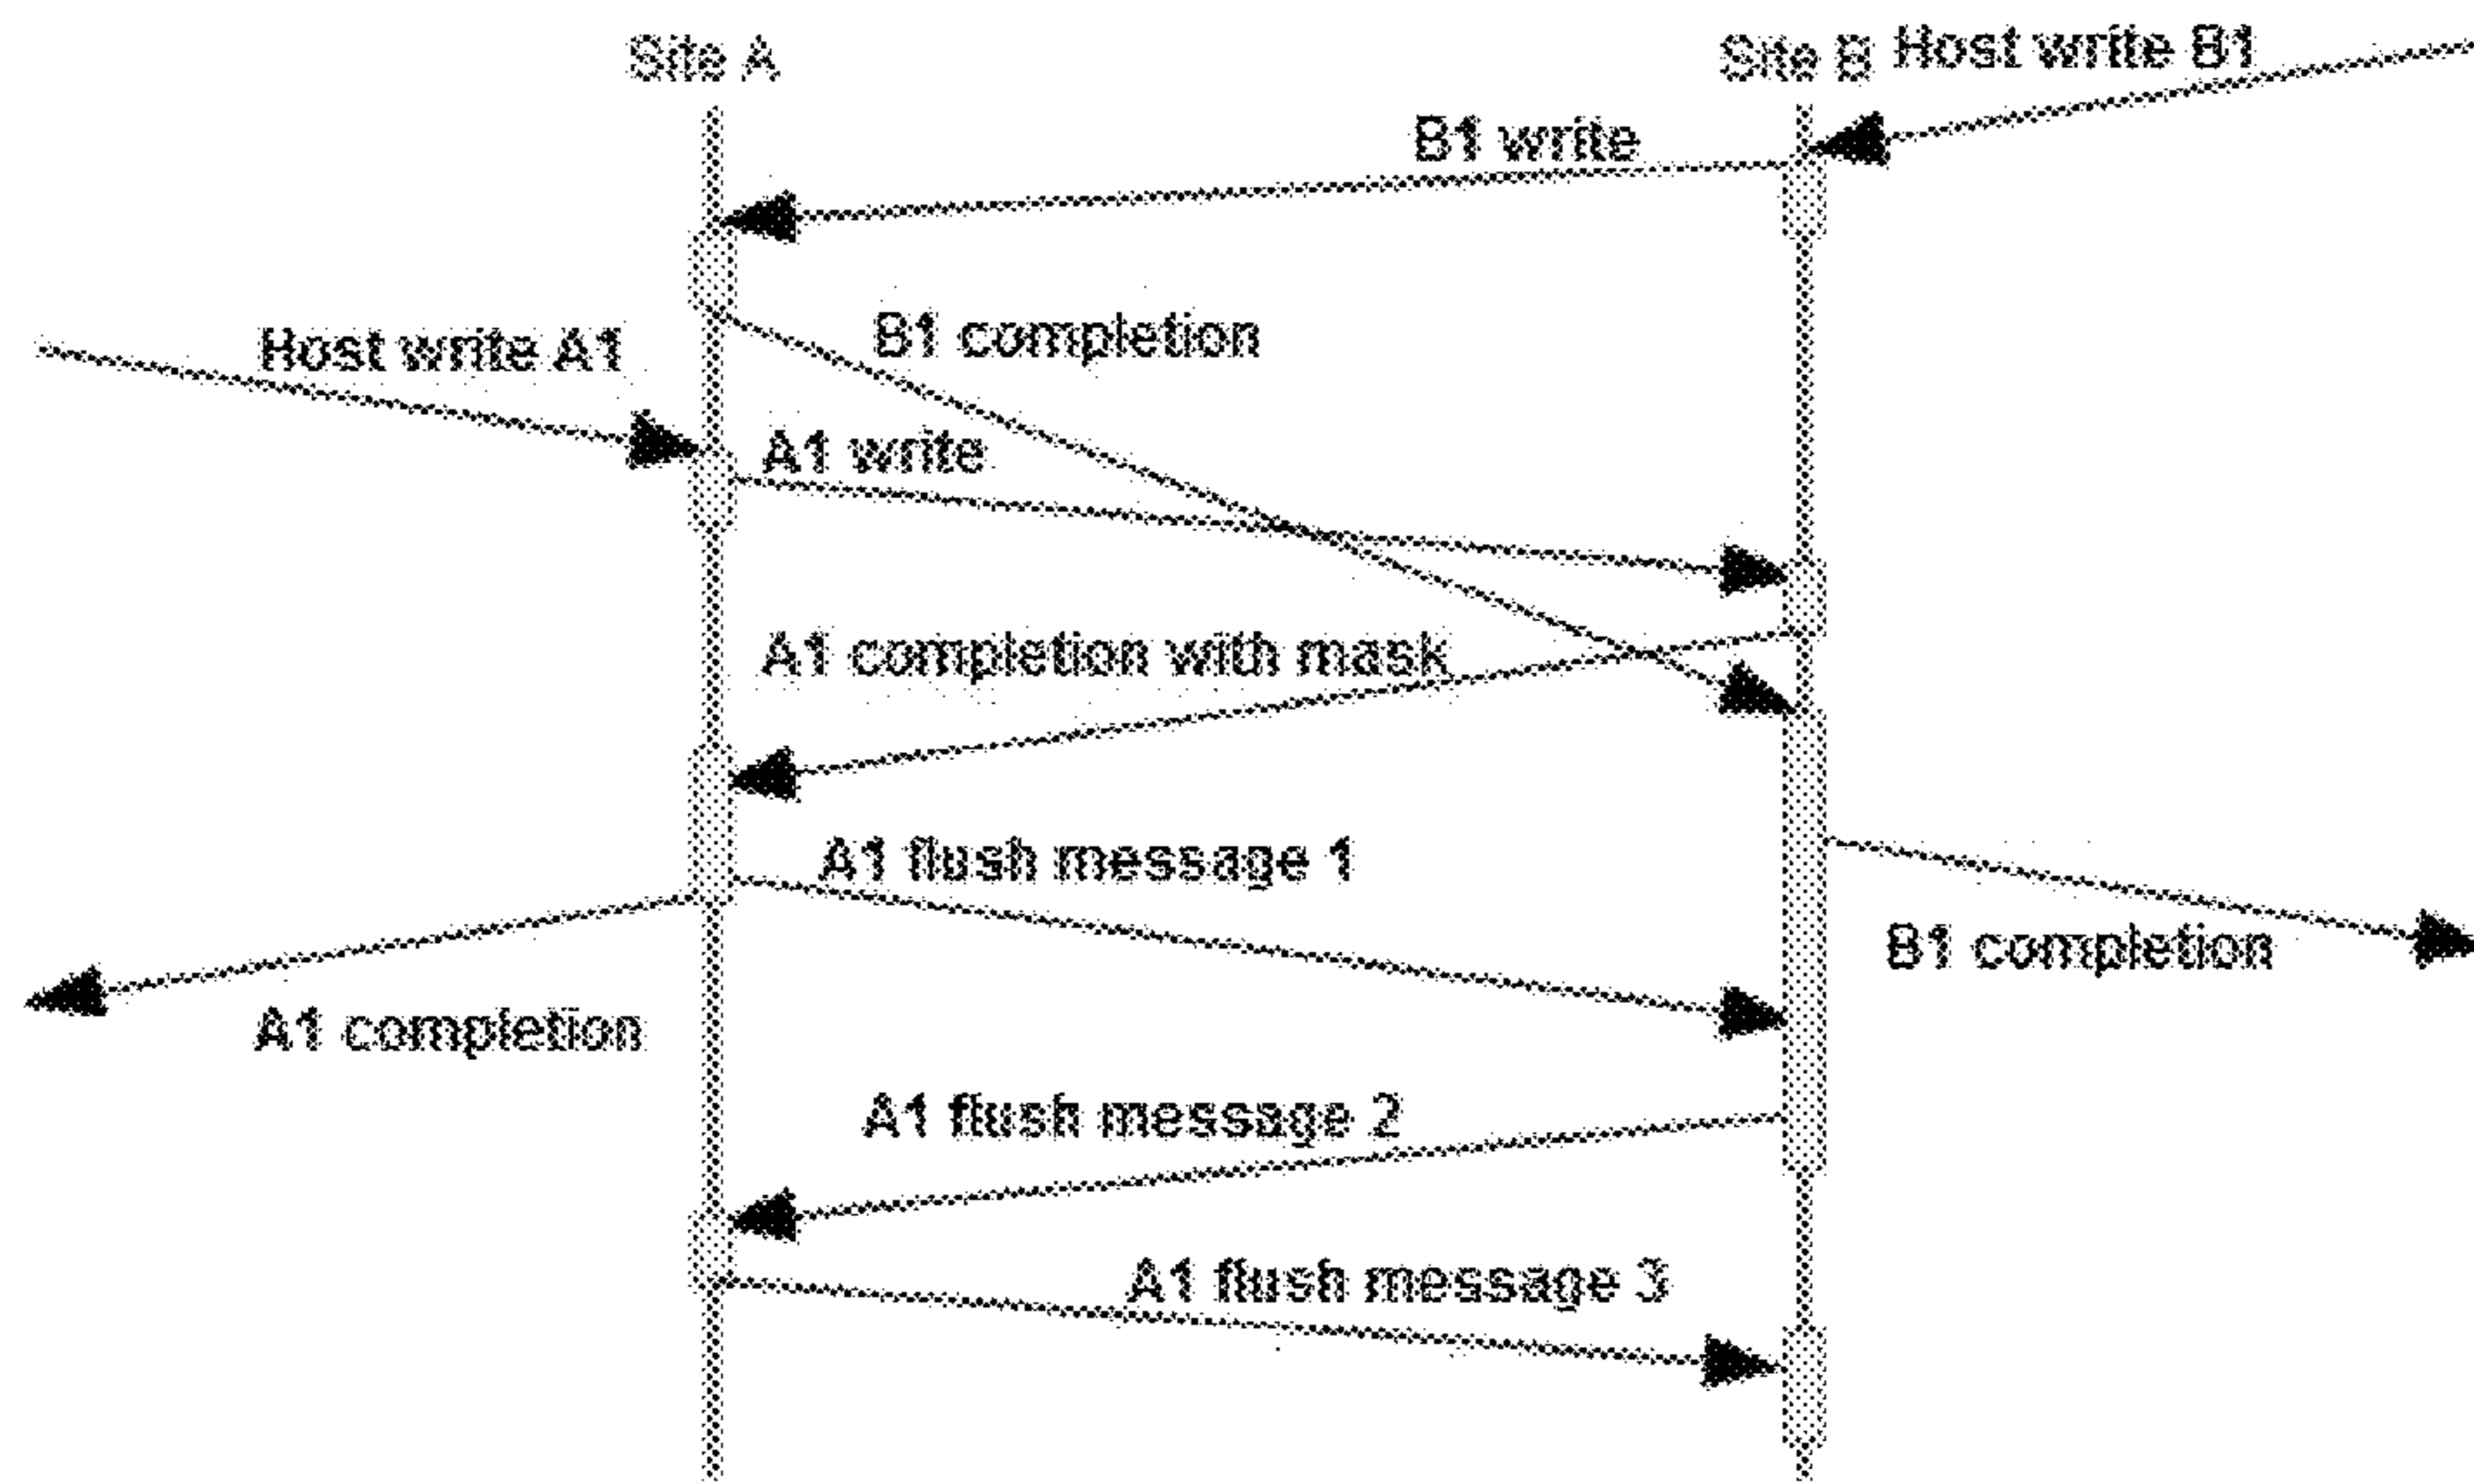 Site A
Site B
Host write B1
B1 write
B1 completion
Host write A1
A1 write
A1 completion with mask
A1 flush message 1
B1 completion
A1 completion
A1 flush message 2
A1 flush message 3